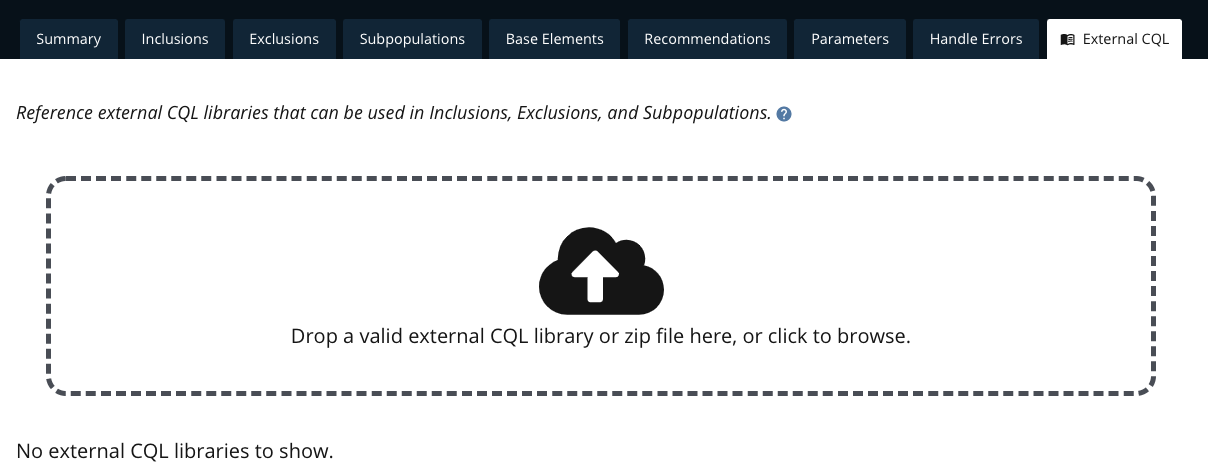 Summary Inclusions Exclusions Subpopulations Base Elements Recommendations Parameters Handle Errors External CQL
Reference external CQL libraries that can be used in Inclusions, Exclusions, and Subpopulations. ?
Drop a valid external CQL library or zip file here, or click to browse.
No external CQL libraries to show.